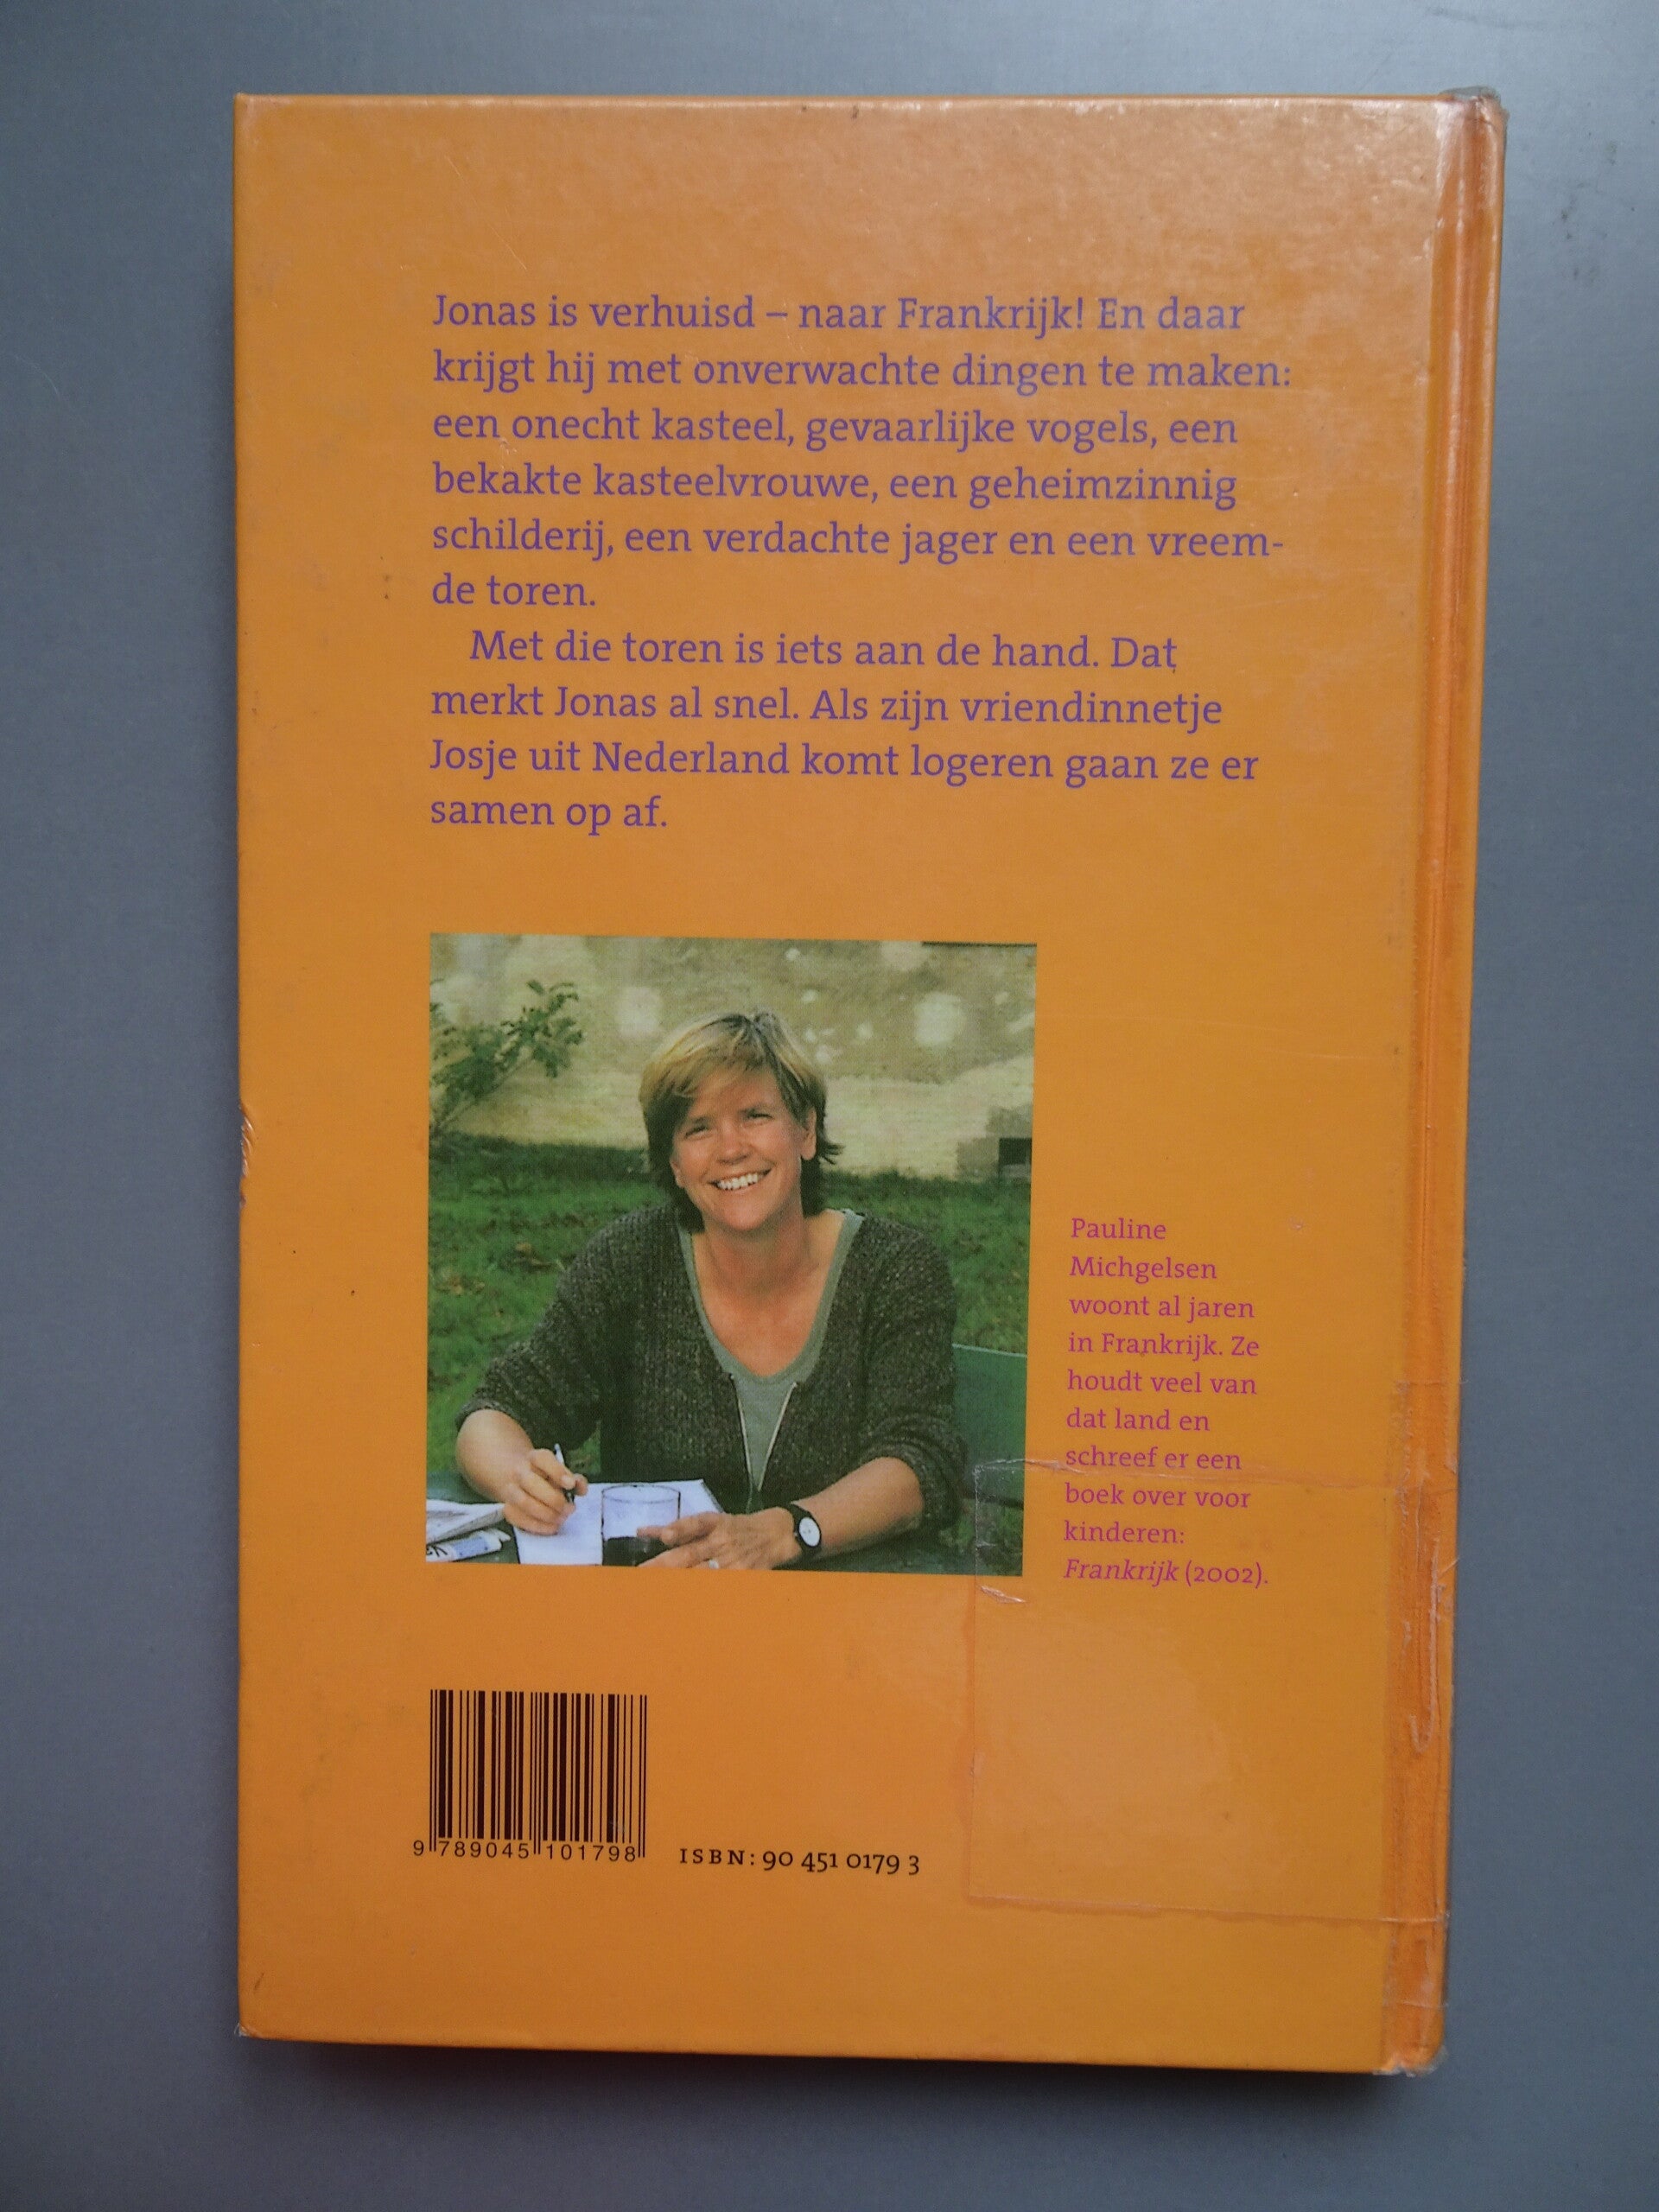 Jonas is verhuisd – naar Frankrijk! En daar
krijgt hij met onverwachte dingen te maken:
een onecht kasteel, gevaarlijke vogels, een
bekakte kasteelvrouwe, een geheimzinnig
schilderij, een verdachte jager en een vreem-
de toren.
Met die toren is iets aan de hand. Dat
merkt Jonas al snel. Als zijn vriendinnetje
Josje uit Nederland komt logeren gaan ze er
samen op af.
Pauline
Michgelsen
woont al jaren
in Frankrijk. Ze
houdt veel van
dat land en
schreef er een
boek over voor
kinderen:
Frankrijk (2002).
9 789045 101798
ISBN: 90 451 0179 3